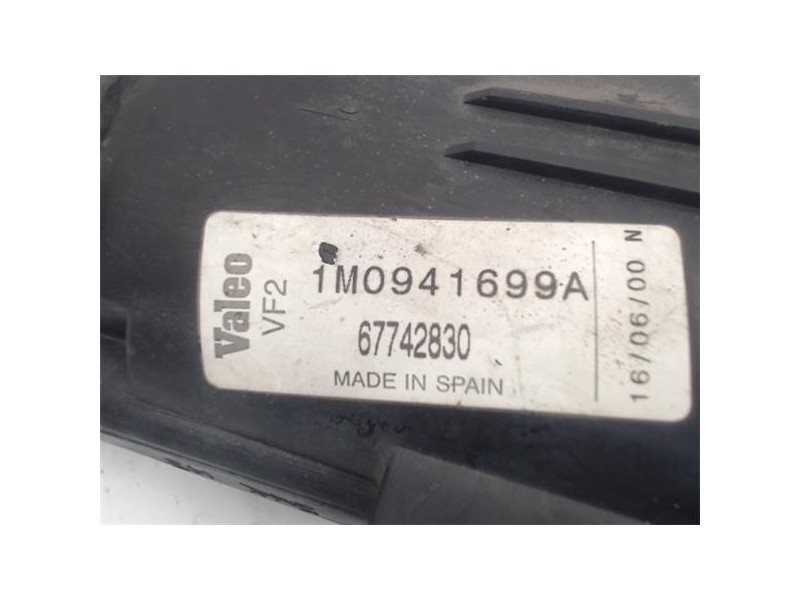 Valeo
VF2
1M0941699A
67742830
MADE IN SPAIN
16/06/00 N